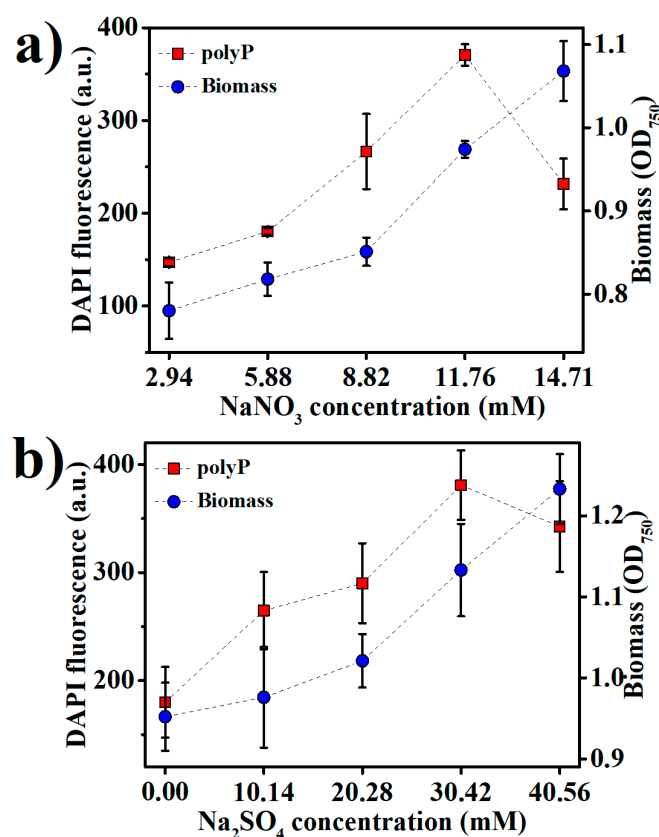 a)
polyP
Biomass
DAPI fluorescence (a.u.)
400
300
200
100
Biomass (OD750)
1.1
1.0
0.9
0.8
2.94 5.88 8.82 11.76 14.71
NaNO3 concentration (mM)
b)
polyP
Biomass
DAPI fluorescence (a.u.)
400
300
200
Biomass (OD750)
1.2
1.1
1.0
0.9
0.00 10.14 20.28 30.42 40.56
Na2SO4 concentration (mM)